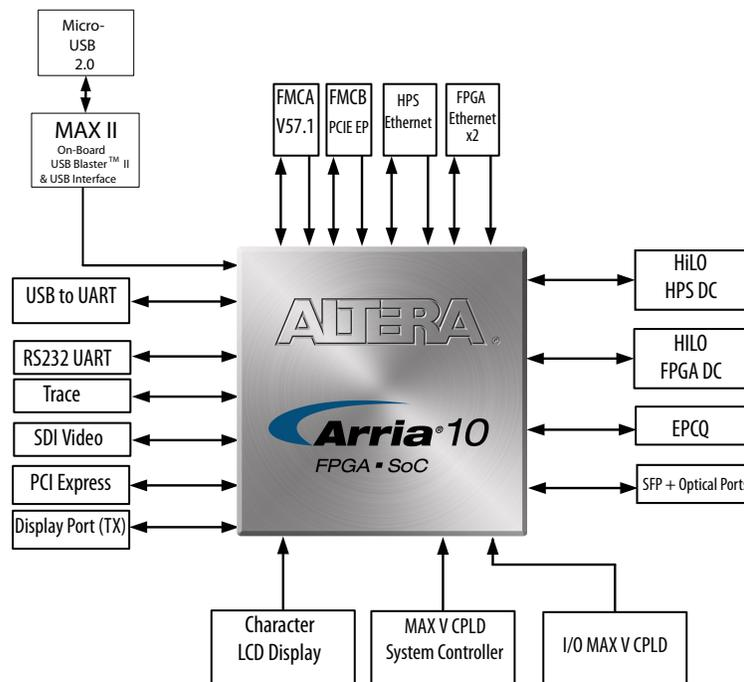 Micro-
USB
2.0
MAX II
On-Board
USB Blaster™ II
& USB Interface
FMCA
V57.1
FMCB
PCIE EP
HPS
Ethernet
FPGA
Ethernet
x2
USB to UART
RS232 UART
Trace
SDI Video
PCI Express
Display Port (TX)
ALTERA®
Arria® 10
FPGA ▪ SoC
HiLO
HPS DC
HILO
FPGA DC
EPCQ
SFP + Optical Ports
Character
LCD Display
MAX V CPLD
System Controller
I/O MAX V CPLD